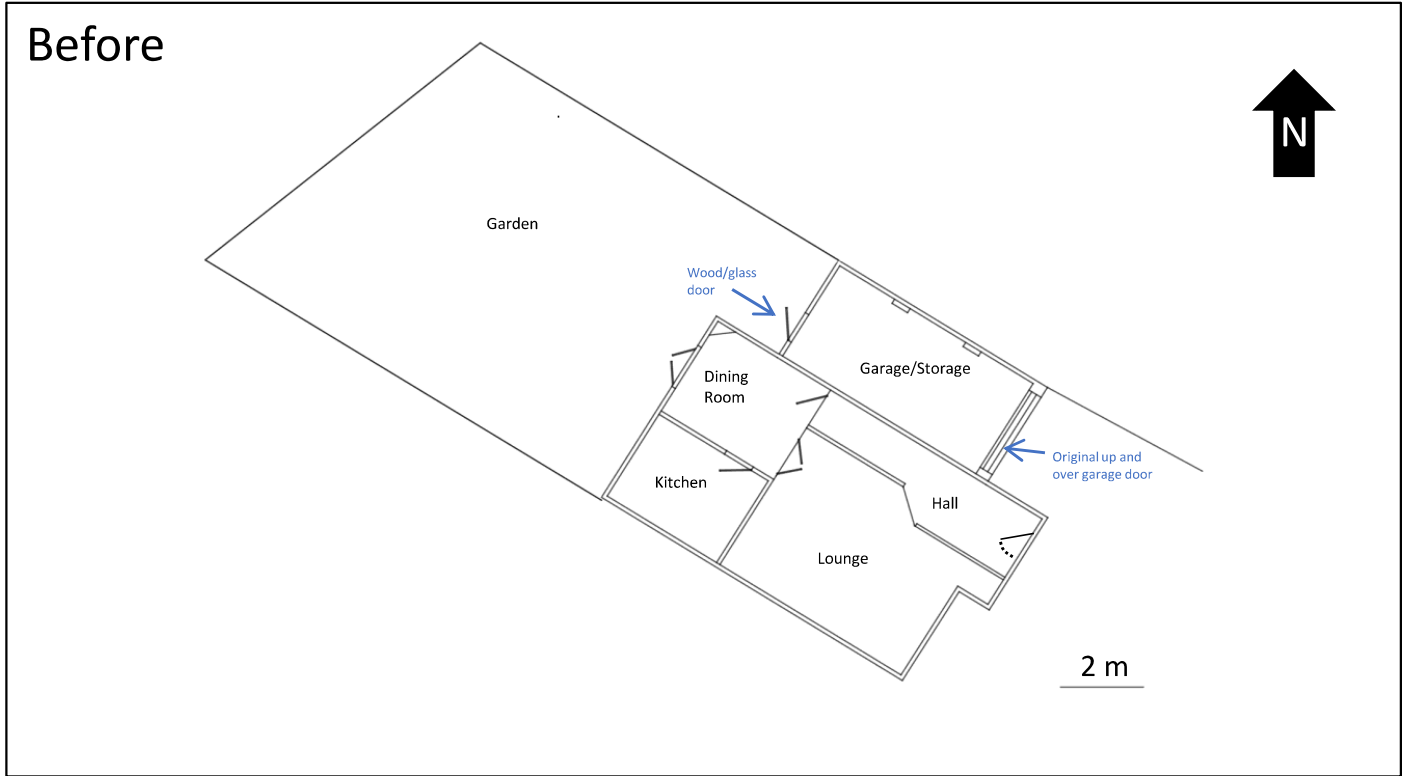 Before
N
Garden
Wood/glass
door
Garage/Storage
Dining
Room
Original up and
over garage door
Kitchen
Hall
Lounge
2 m